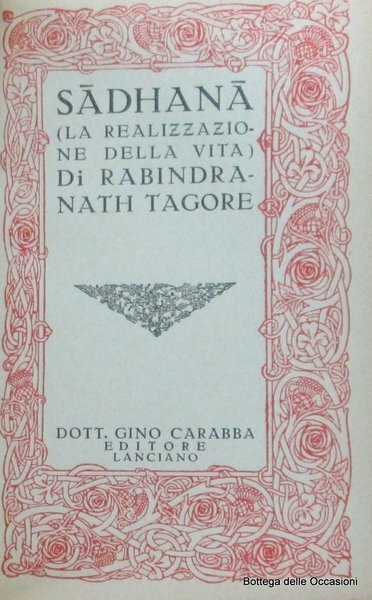 SĀDHANĀ
(LA REALIZZAZIO-
NE DELLA VITA)
Di RABINDRA-
NATH TAGORE
DOTT. GINO CARABBA
EDITORE
LANCIANO
Bottega delle Occasioni